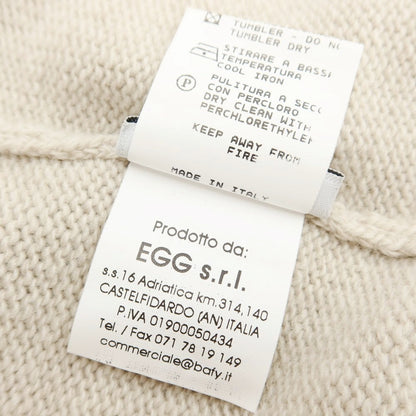 TUMBLER - DO NO
TUMBLER DRY
STIRARE A BASSA
TEMPERATURA
COOL IRON
P
PULITURA A SECC
CON PERCLORO
DRY CLEAN WITH
PERCHLORETHYLEN
KEEP AWAY FROM
FIRE
MADE IN ITALY
Prodotto da:
EGG s.r.l.
s.s.16 Adriatica km. 314,140
CASTELFIDARDO (AN) ITALIA
P.IVA 01900050434
Tel/Fax 071 78 19 149
commerciale@bafy.it